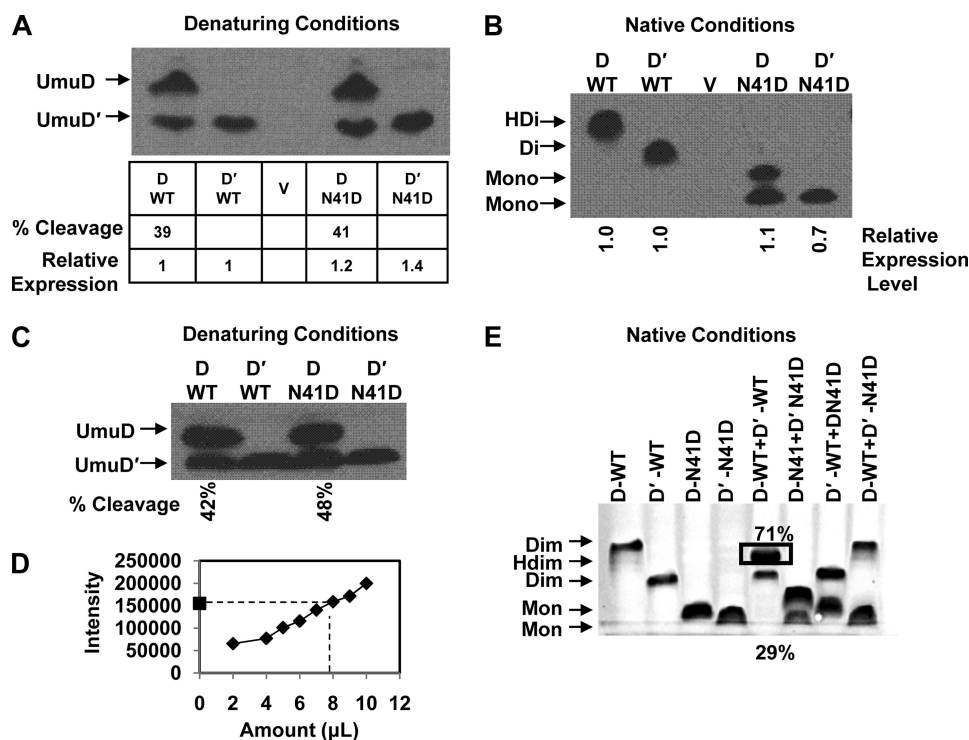 A
Denaturing Conditions
UmuD
UmuD′
D WT
D′ WT
V
D N41D
D′ N41D
% Cleavage
39
41
Relative Expression
1
1
1.2
1.4
B
Native Conditions
D WT
D′ WT
V
D N41D
D′ N41D
HDi
Di
Mono
Mono
1.0
1.0
1.1
0.7
Relative
Expression
Level
C
Denaturing Conditions
D WT
D′ WT
D N41D
D′ N41D
UmuD
UmuD′
% Cleavage
42%
48%
D
Intensity
250000
200000
150000
100000
50000
0
0 2 4 6 8 10 12
Amount (µL)
E
Native Conditions
D-WT
D′ -WT
D-N41D
D′ -N41D
D-WT+D′ -WT
D-N41+D′ N41D
D′ -WT+DN41D
D-WT+D′ -N41D
71%
Dim
Hdim
Dim
Mon
Mon
29%